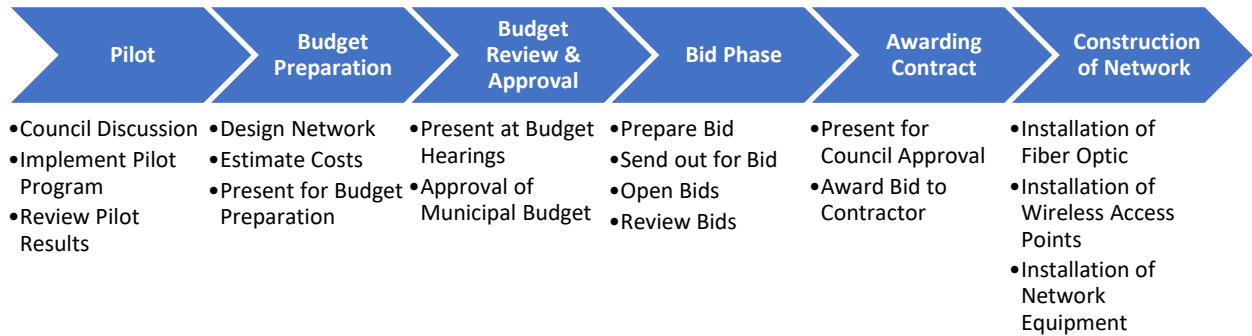 Pilot
Budget
Preparation
Budget
Review &
Approval
Bid Phase
Awarding
Contract
Construction
of Network
•Council Discussion
•Implement Pilot
Program
•Review Pilot
Results
•Design Network
•Estimate Costs
•Present for Budget
Preparation
•Present at Budget
Hearings
•Approval of
Municipal Budget
•Prepare Bid
•Send out for Bid
•Open Bids
•Review Bids
•Present for
Council Approval
•Award Bid to
Contractor
•Installation of
Fiber Optic
•Installation of
Wireless Access
Points
•Installation of
Network
Equipment